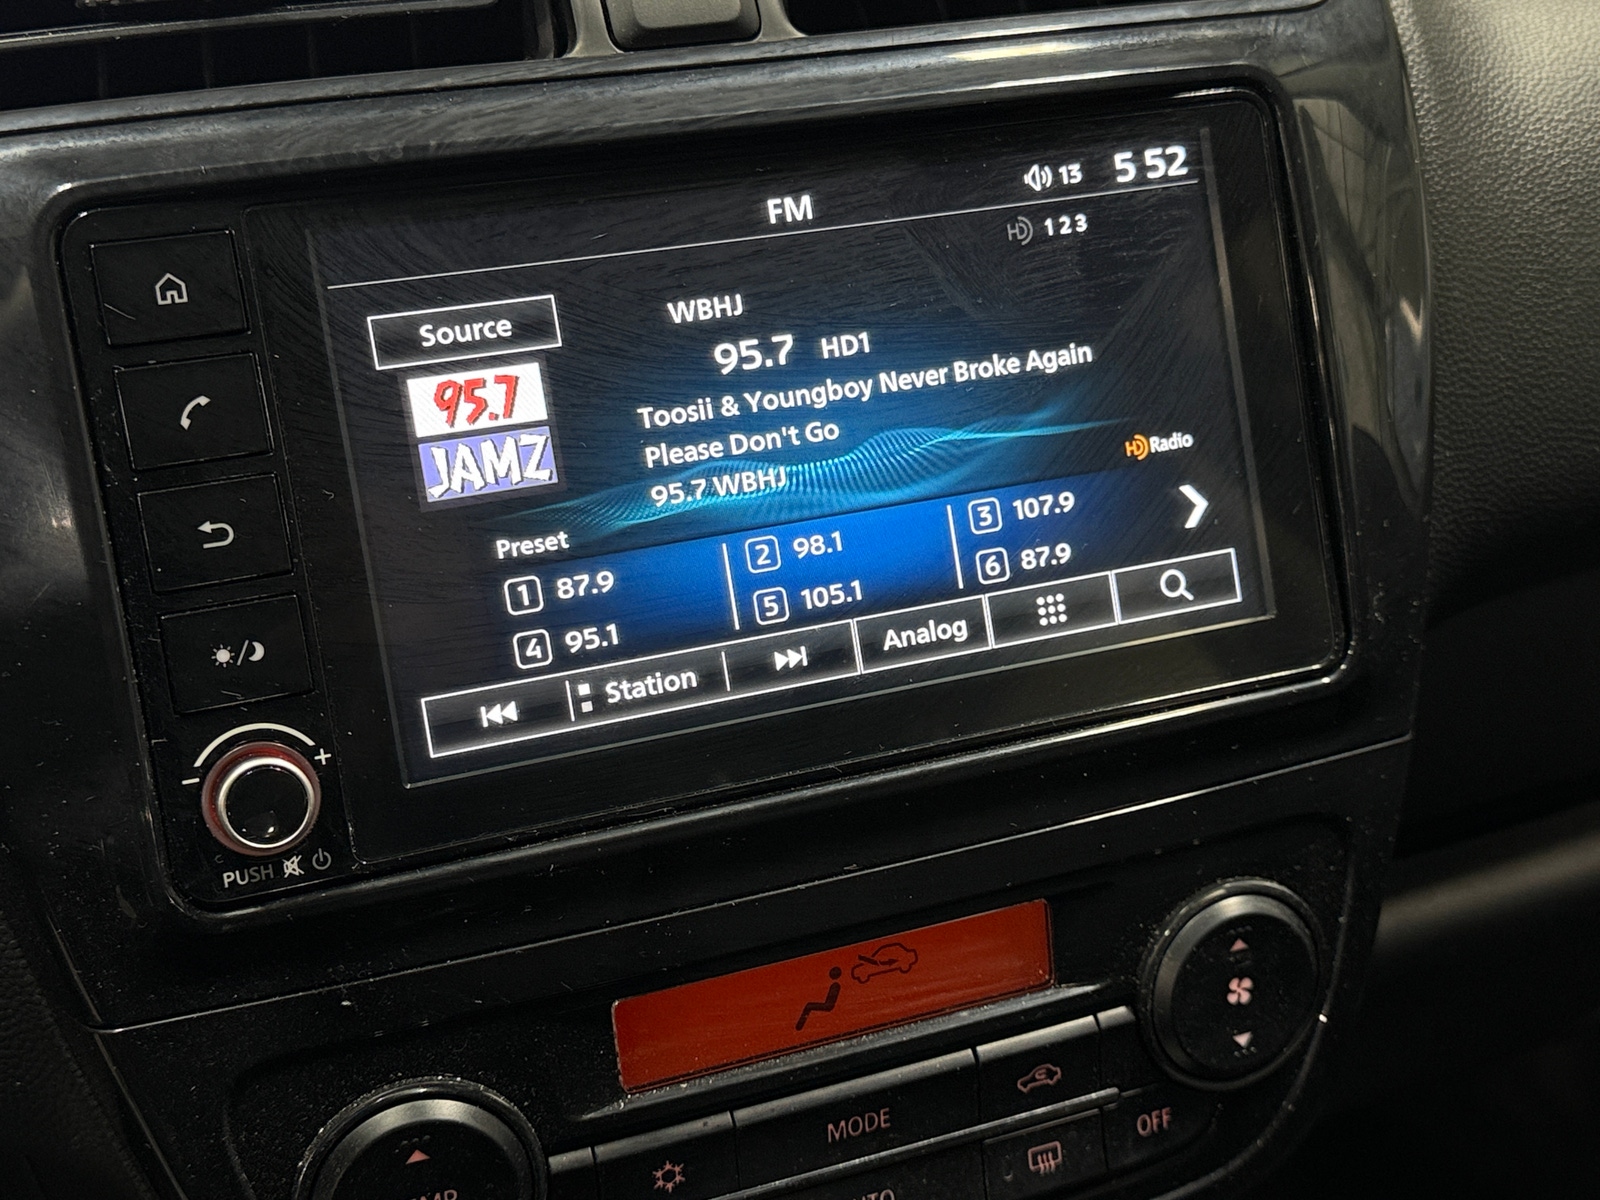 13 5 52
FM
HD 1 2 3
Source
WBHJ
95.7 HD1
95.7
JAMZ
Toosii & Youngboy Never Broke Again
Please Don't Go
95.7 WBHJ
HD Radio
Preset
1 87.9
2 98.1
3 107.9
4 95.1
5 105.1
6 87.9
Station
Analog
- +
PUSH
MODE
OFF